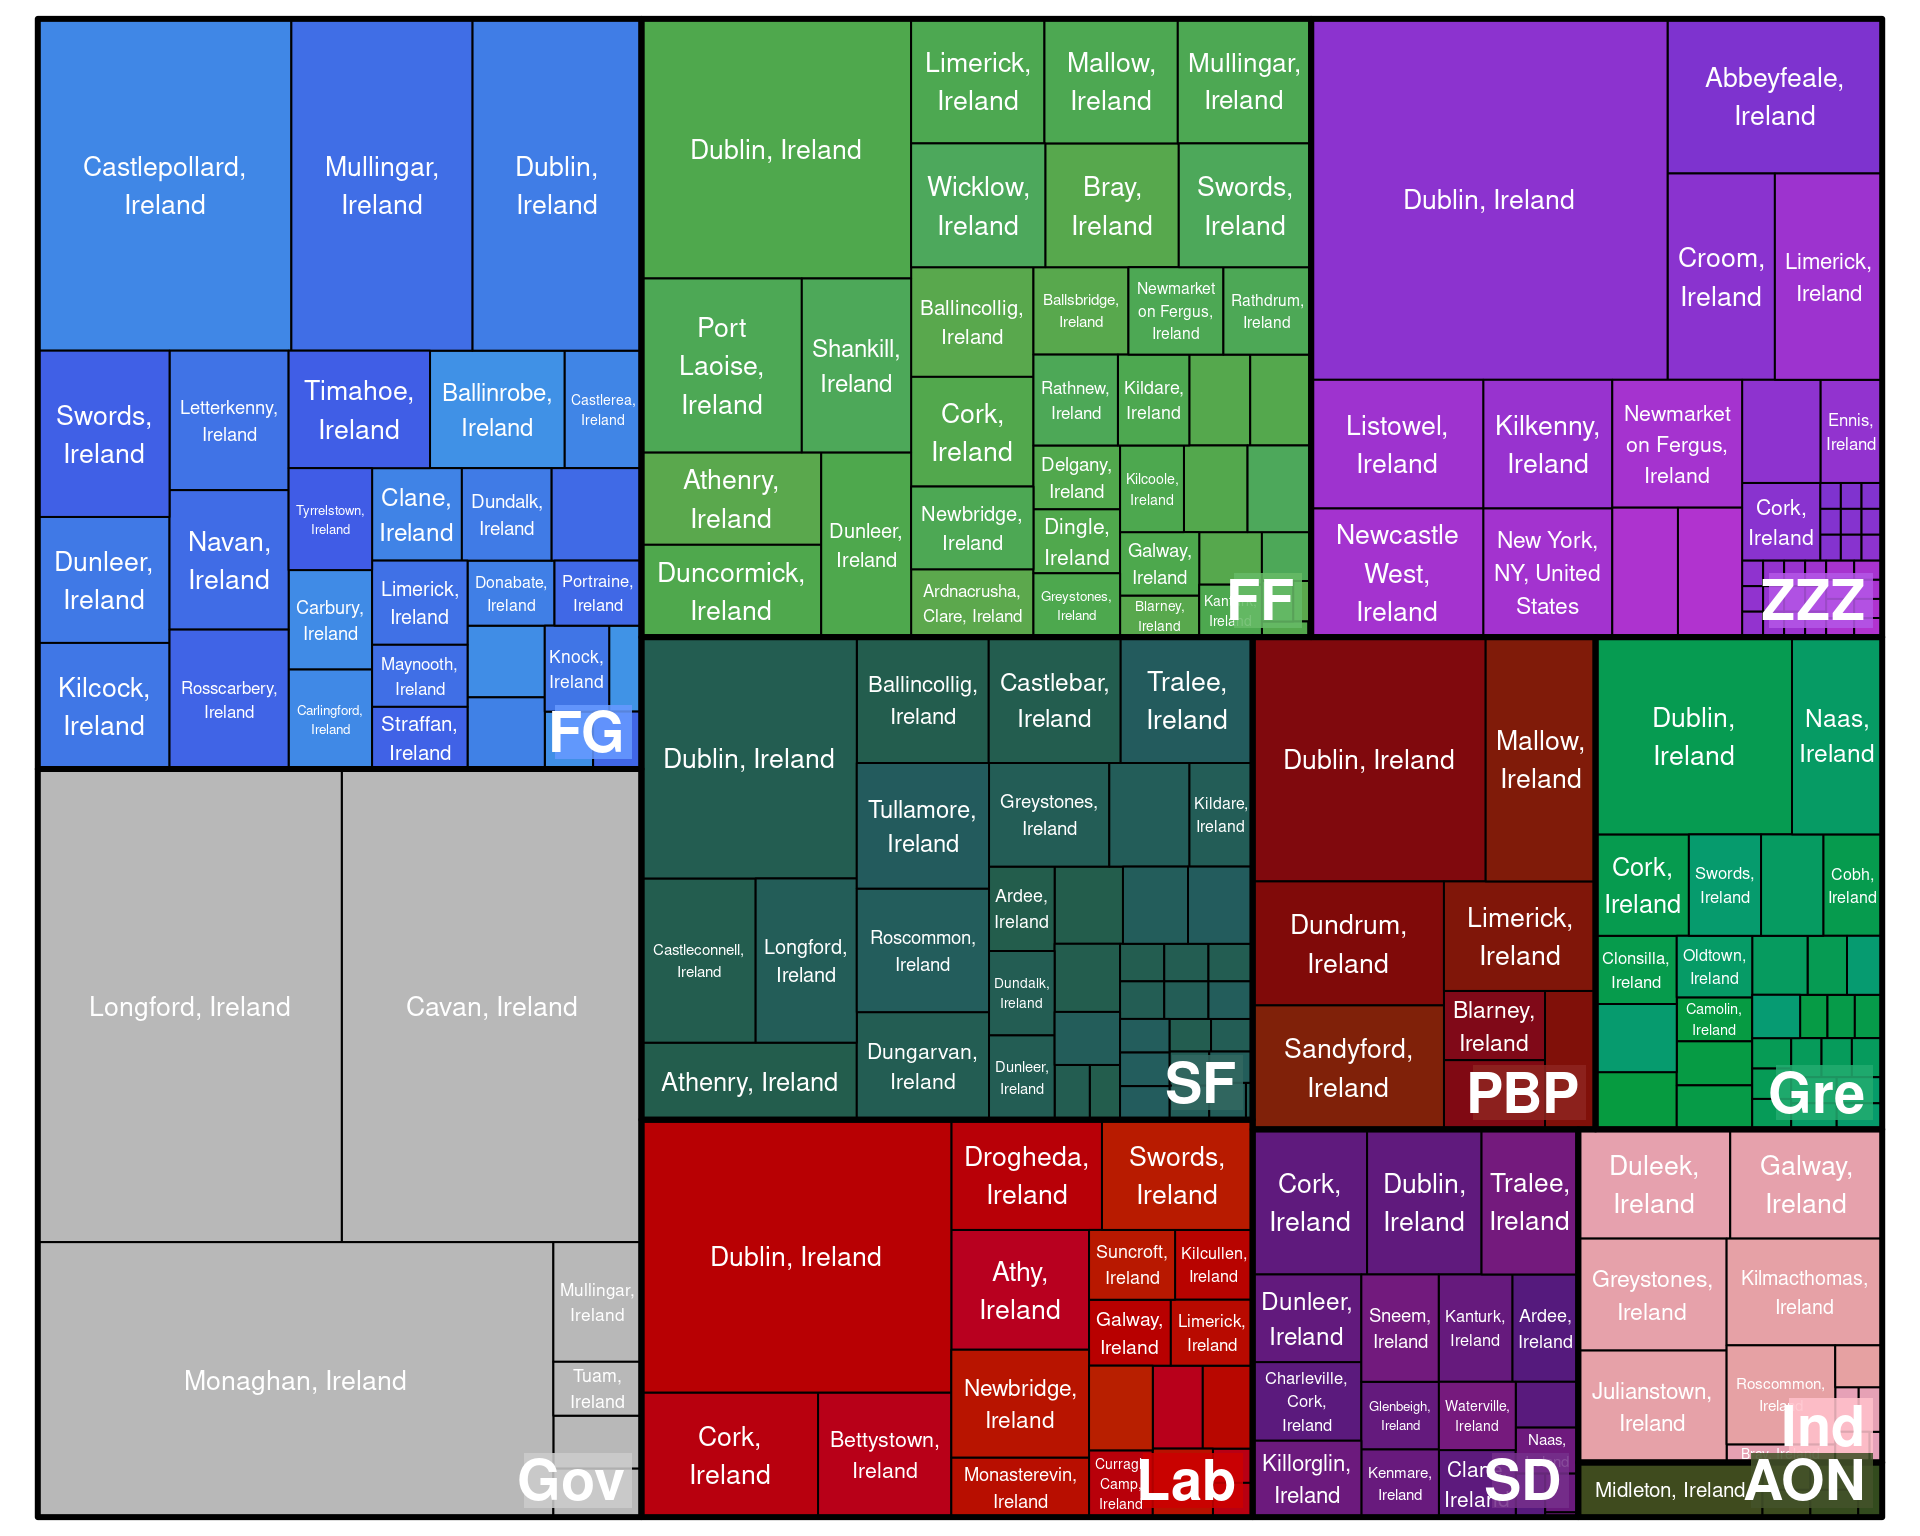 Castlepollard,
Ireland
Mullingar,
Ireland
Dublin,
Ireland
Swords,
Ireland
Letterkenny,
Ireland
Timahoe,
Ireland
Ballinrobe,
Ireland
Castlerea,
Ireland
Dunleer,
Ireland
Navan,
Ireland
Tyrrelstown,
Ireland
Clane,
Ireland
Dundalk,
Ireland
Carbury,
Ireland
Limerick,
Ireland
Donabate,
Ireland
Portraine,
Ireland
Kilcock,
Ireland
Rosscarbery,
Ireland
Carlingford,
Ireland
Maynooth,
Ireland
Straffan,
Ireland
Knock,
Ireland
FG
Longford, Ireland
Cavan, Ireland
Monaghan, Ireland
Mullingar,
Ireland
Tuam,
Ireland
Gov
Dublin, Ireland
Limerick,
Ireland
Mallow,
Ireland
Mullingar,
Ireland
Wicklow,
Ireland
Bray,
Ireland
Swords,
Ireland
Port
Laoise,
Ireland
Shankill,
Ireland
Athenry,
Ireland
Duncormick,
Ireland
Dunleer,
Ireland
Ballincollig,
Ireland
Cork,
Ireland
Newbridge,
Ireland
Ardnacrusha,
Clare, Ireland
Ballsbridge,
Ireland
Newmarket
on Fergus,
Ireland
Rathdrum,
Ireland
Rathnew,
Ireland
Kildare,
Ireland
Delgany,
Ireland
Kilcoole,
Ireland
Dingle,
Ireland
Galway,
Ireland
Greystones,
Ireland
Blarney,
Ireland
FF
Dublin, Ireland
Abbeyfeale,
Ireland
Croom,
Ireland
Limerick,
Ireland
Listowel,
Ireland
Kilkenny,
Ireland
Newmarket
on Fergus,
Ireland
Ennis,
Ireland
Newcastle
West,
Ireland
New York,
NY, United
States
Cork,
Ireland
ZZZ
Dublin, Ireland
Ballincollig,
Ireland
Castlebar,
Ireland
Tralee,
Ireland
Tullamore,
Ireland
Greystones,
Ireland
Kildare,
Ireland
Castleconnell,
Ireland
Longford,
Ireland
Roscommon,
Ireland
Ardee,
Ireland
Dundalk,
Ireland
Athenry, Ireland
Dungarvan,
Ireland
Dunleer,
Ireland
SF
Dublin, Ireland
Mallow,
Ireland
Dundrum,
Ireland
Limerick,
Ireland
Sandyford,
Ireland
Blarney,
Ireland
PBP
Dublin,
Ireland
Naas,
Ireland
Cork,
Ireland
Swords,
Ireland
Cobh,
Ireland
Clonsilla,
Ireland
Oldtown,
Ireland
Camolin,
Ireland
Gre
Dublin, Ireland
Drogheda,
Ireland
Swords,
Ireland
Athy,
Ireland
Suncroft,
Ireland
Kilcullen,
Ireland
Galway,
Ireland
Limerick,
Ireland
Newbridge,
Ireland
Cork,
Ireland
Bettystown,
Ireland
Monasterevin,
Ireland
Camp,
Ireland
Lab
Cork,
Ireland
Dublin,
Ireland
Tralee,
Ireland
Dunleer,
Ireland
Sneem,
Ireland
Kanturk,
Ireland
Ardee,
Ireland
Charleville,
Cork,
Ireland
Glenbeigh,
Ireland
Waterville,
Ireland
Naas,
Killorglin,
Ireland
Kenmare,
Ireland
Ireland
SD
Duleek,
Ireland
Galway,
Ireland
Greystones,
Ireland
Kilmacthomas,
Ireland
Julianstown,
Ireland
Roscommon,
Ireland
Ind
Midleton, Ireland
AON